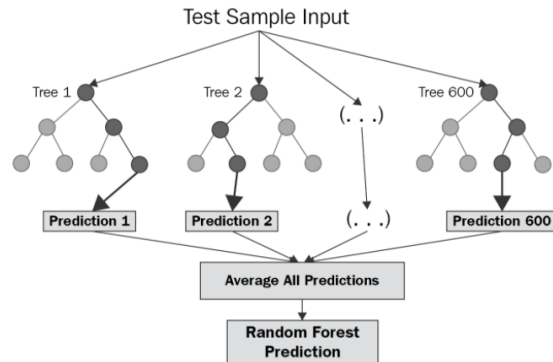 Test Sample Input
Tree 1
Tree 2
(. . .)
Tree 600
Prediction 1
Prediction 2
(. . .)
Prediction 600
Average All Predictions
Random Forest
Prediction